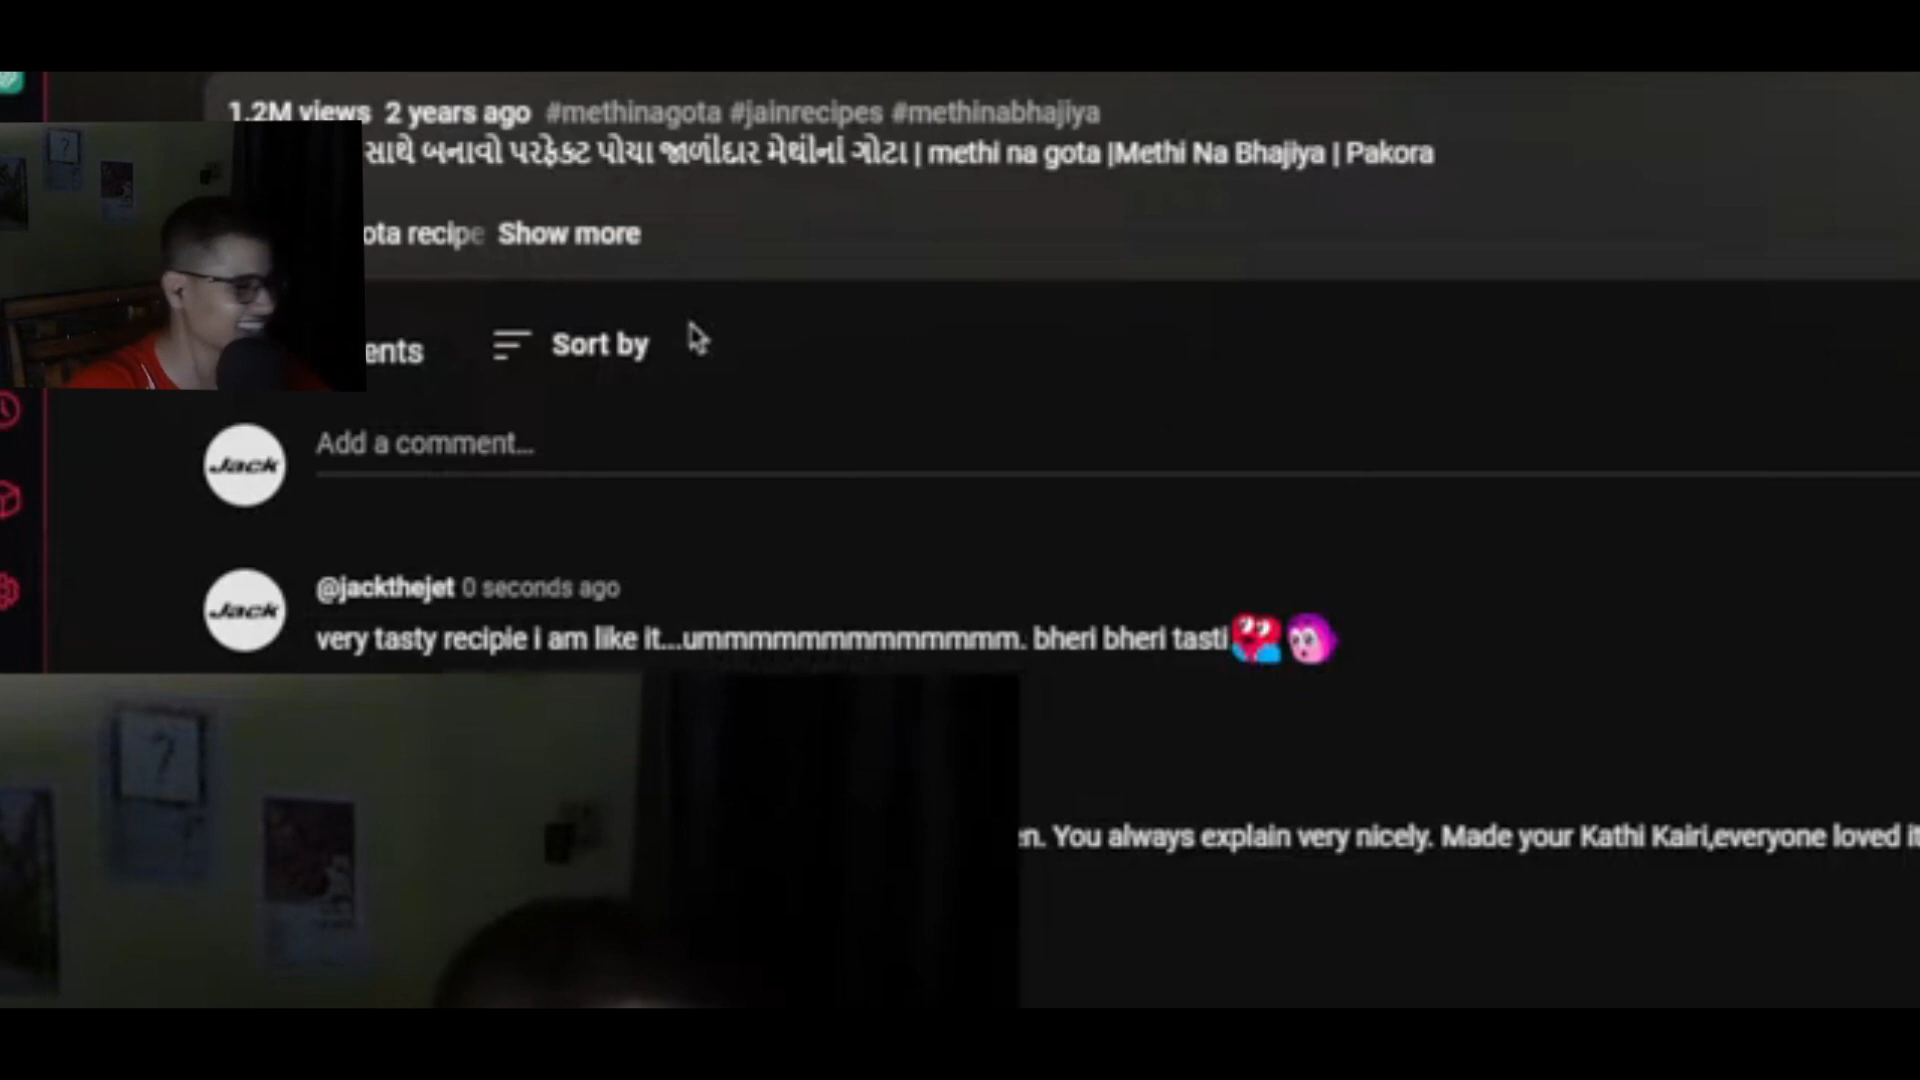 1.2M views 2 years ago #methinagota #jainrecipes #methinabhajiya
સાથે બનાવો પરફેક્ટ પોચા જાળીદાર મેથીનાં ગોટા | methi na gota |Methi Na Bhajiya | Pakora
ota recipe Show more
ents Sort by
Jack Add a comment...
Jack @jackthejet 0 seconds ago
very tasty recipie i am like it...ummmmmmmmmmmmm. bheri bheri tasti
?
en. You always explain very nicely. Made your Kathi Kairi,everyone loved it